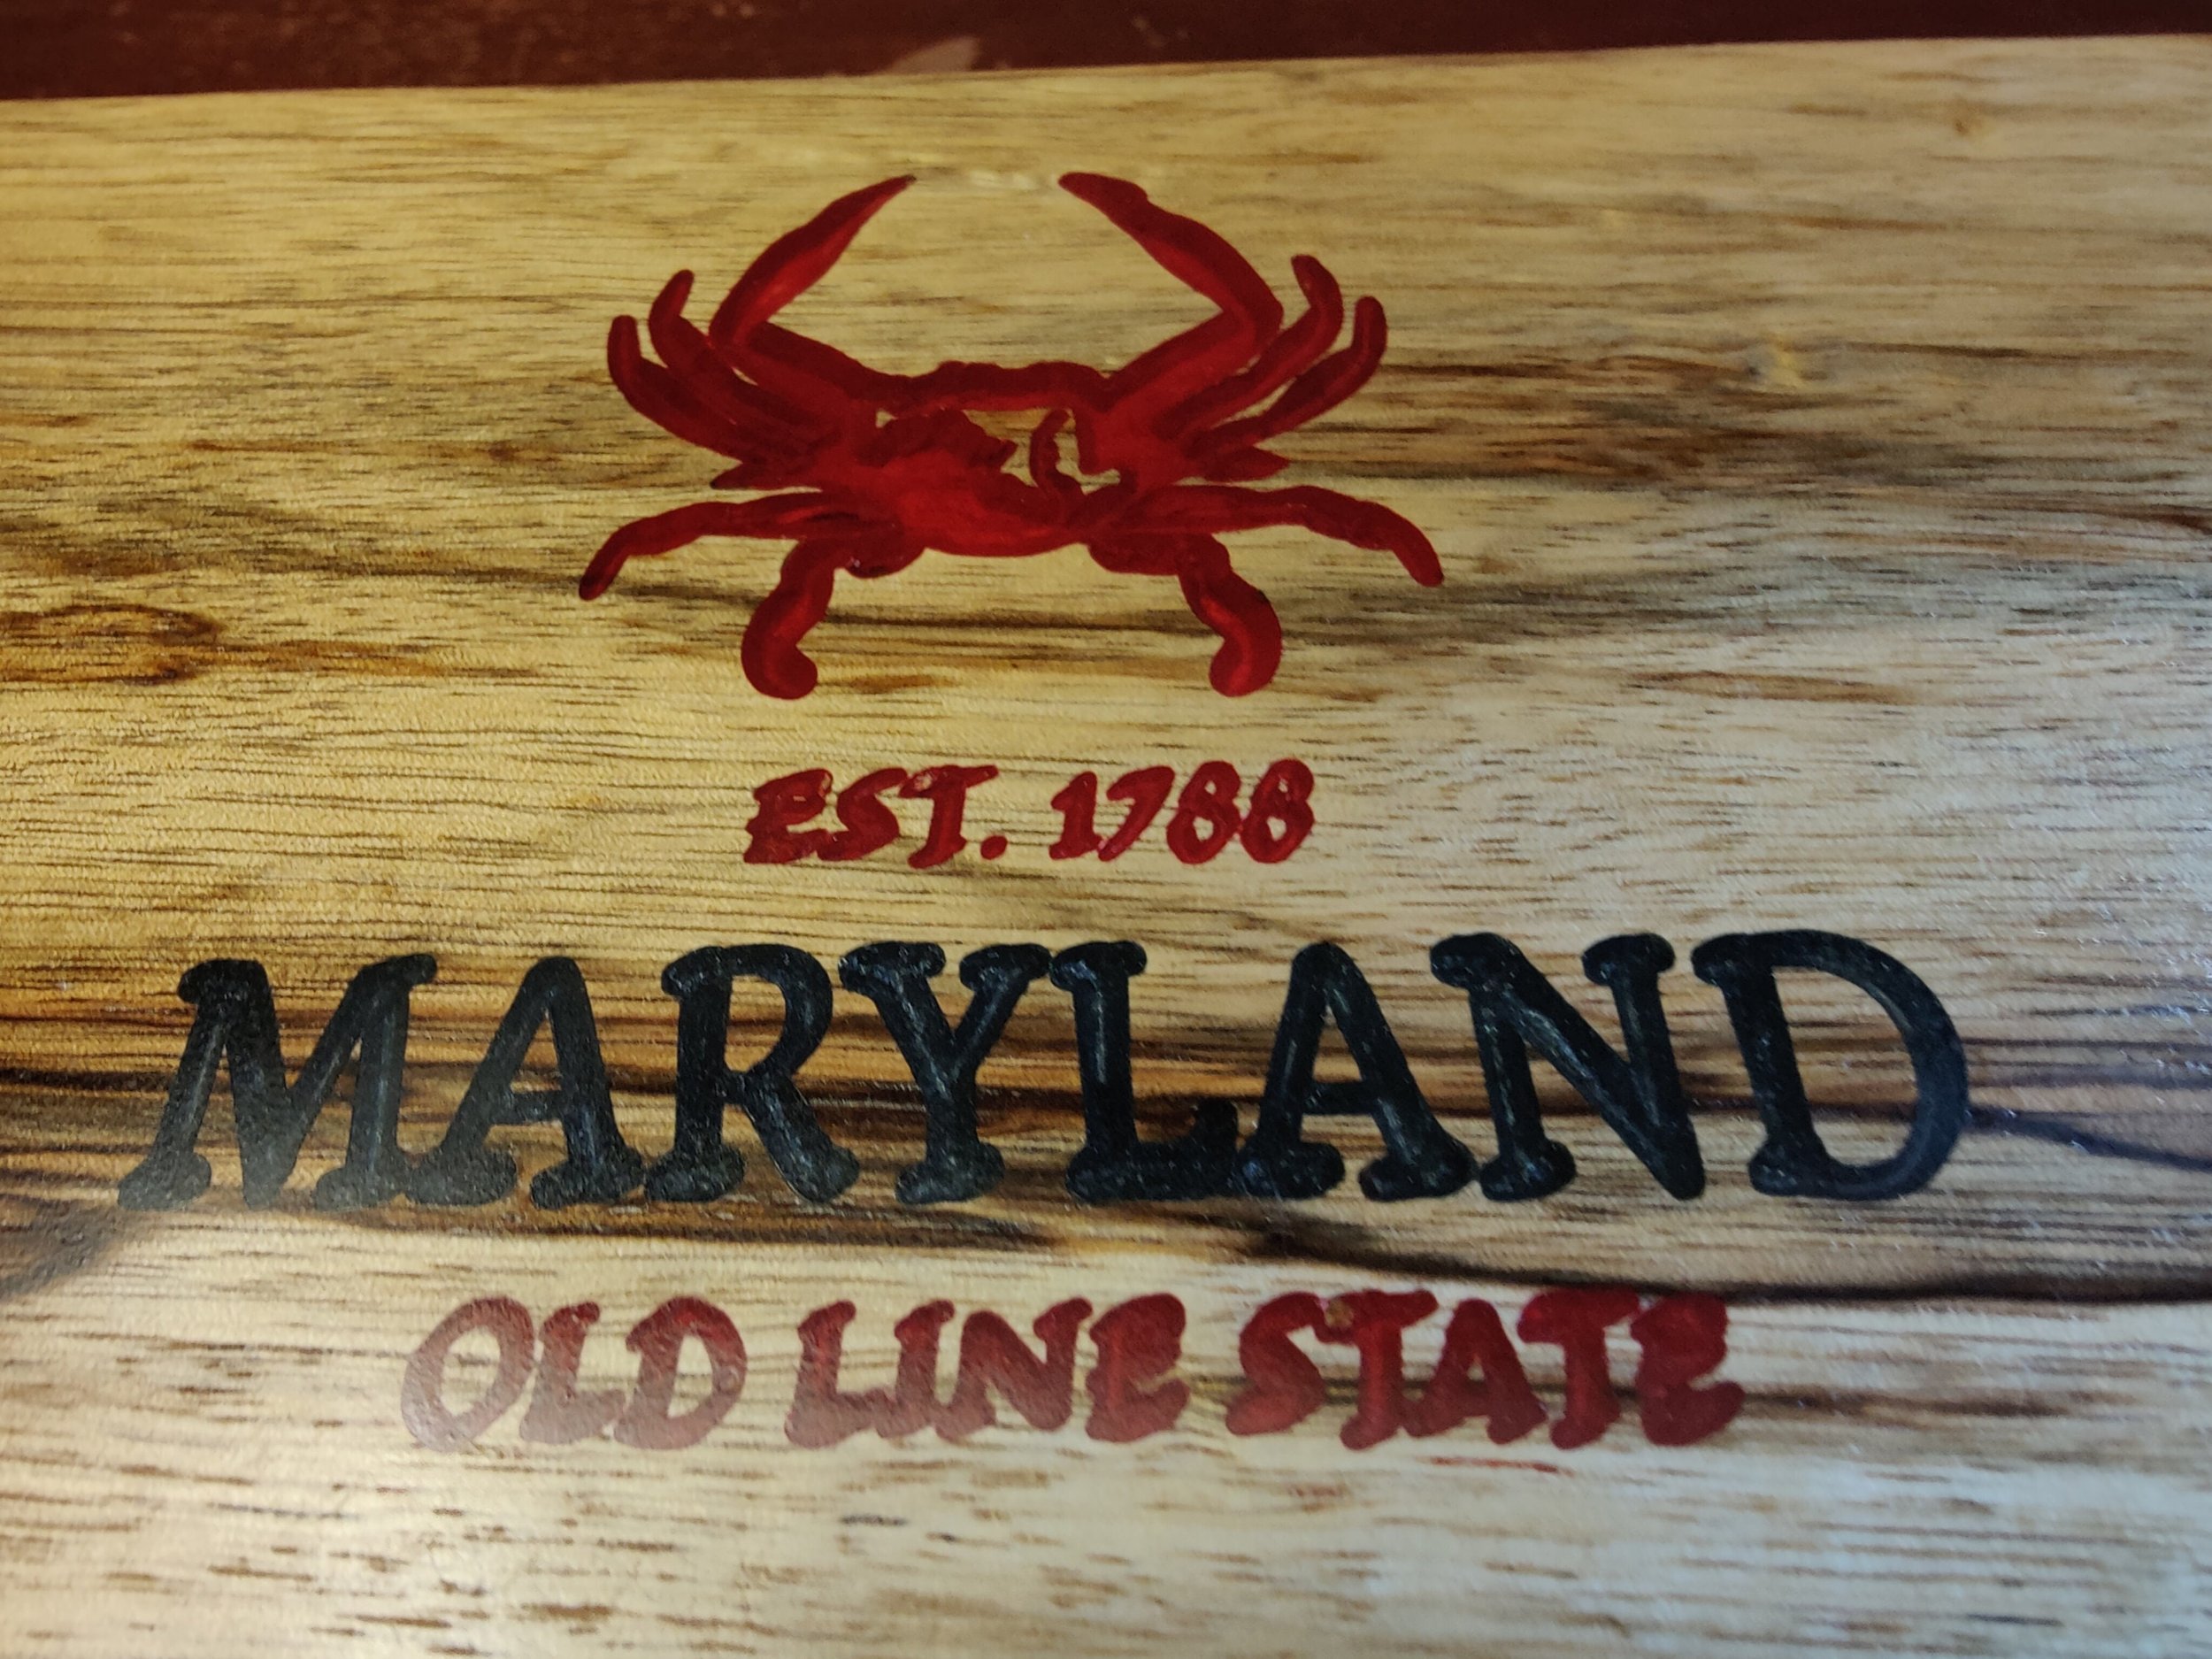 EST. 1788
MARYLAND
OLD LINE STATE